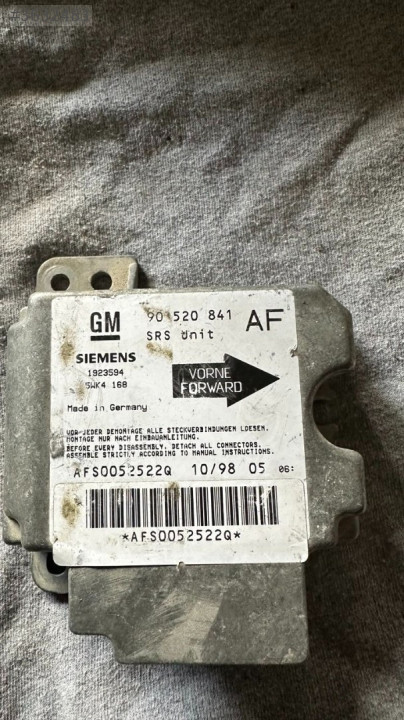 GM 90 520 841 AF
SRS Unit
SIEMENS
1923594
5WK4 168
VORNE
FORWARD
Made in Germany
VOR JEDER DEMONTAGE ALLE STECKVERBINDUNGEN LOESEN.
MONTAGE NUR NACH EINBAUANLEITUNG.
BEFORE EVERY DISASSEMBLY, DETACH ALL CONNECTORS.
ASSEMBLE STRICTLY ACCORDING TO MANUAL INSTRUCTIONS.
AFS0052522Q 10/98 05 06:
*AFS0052522Q*